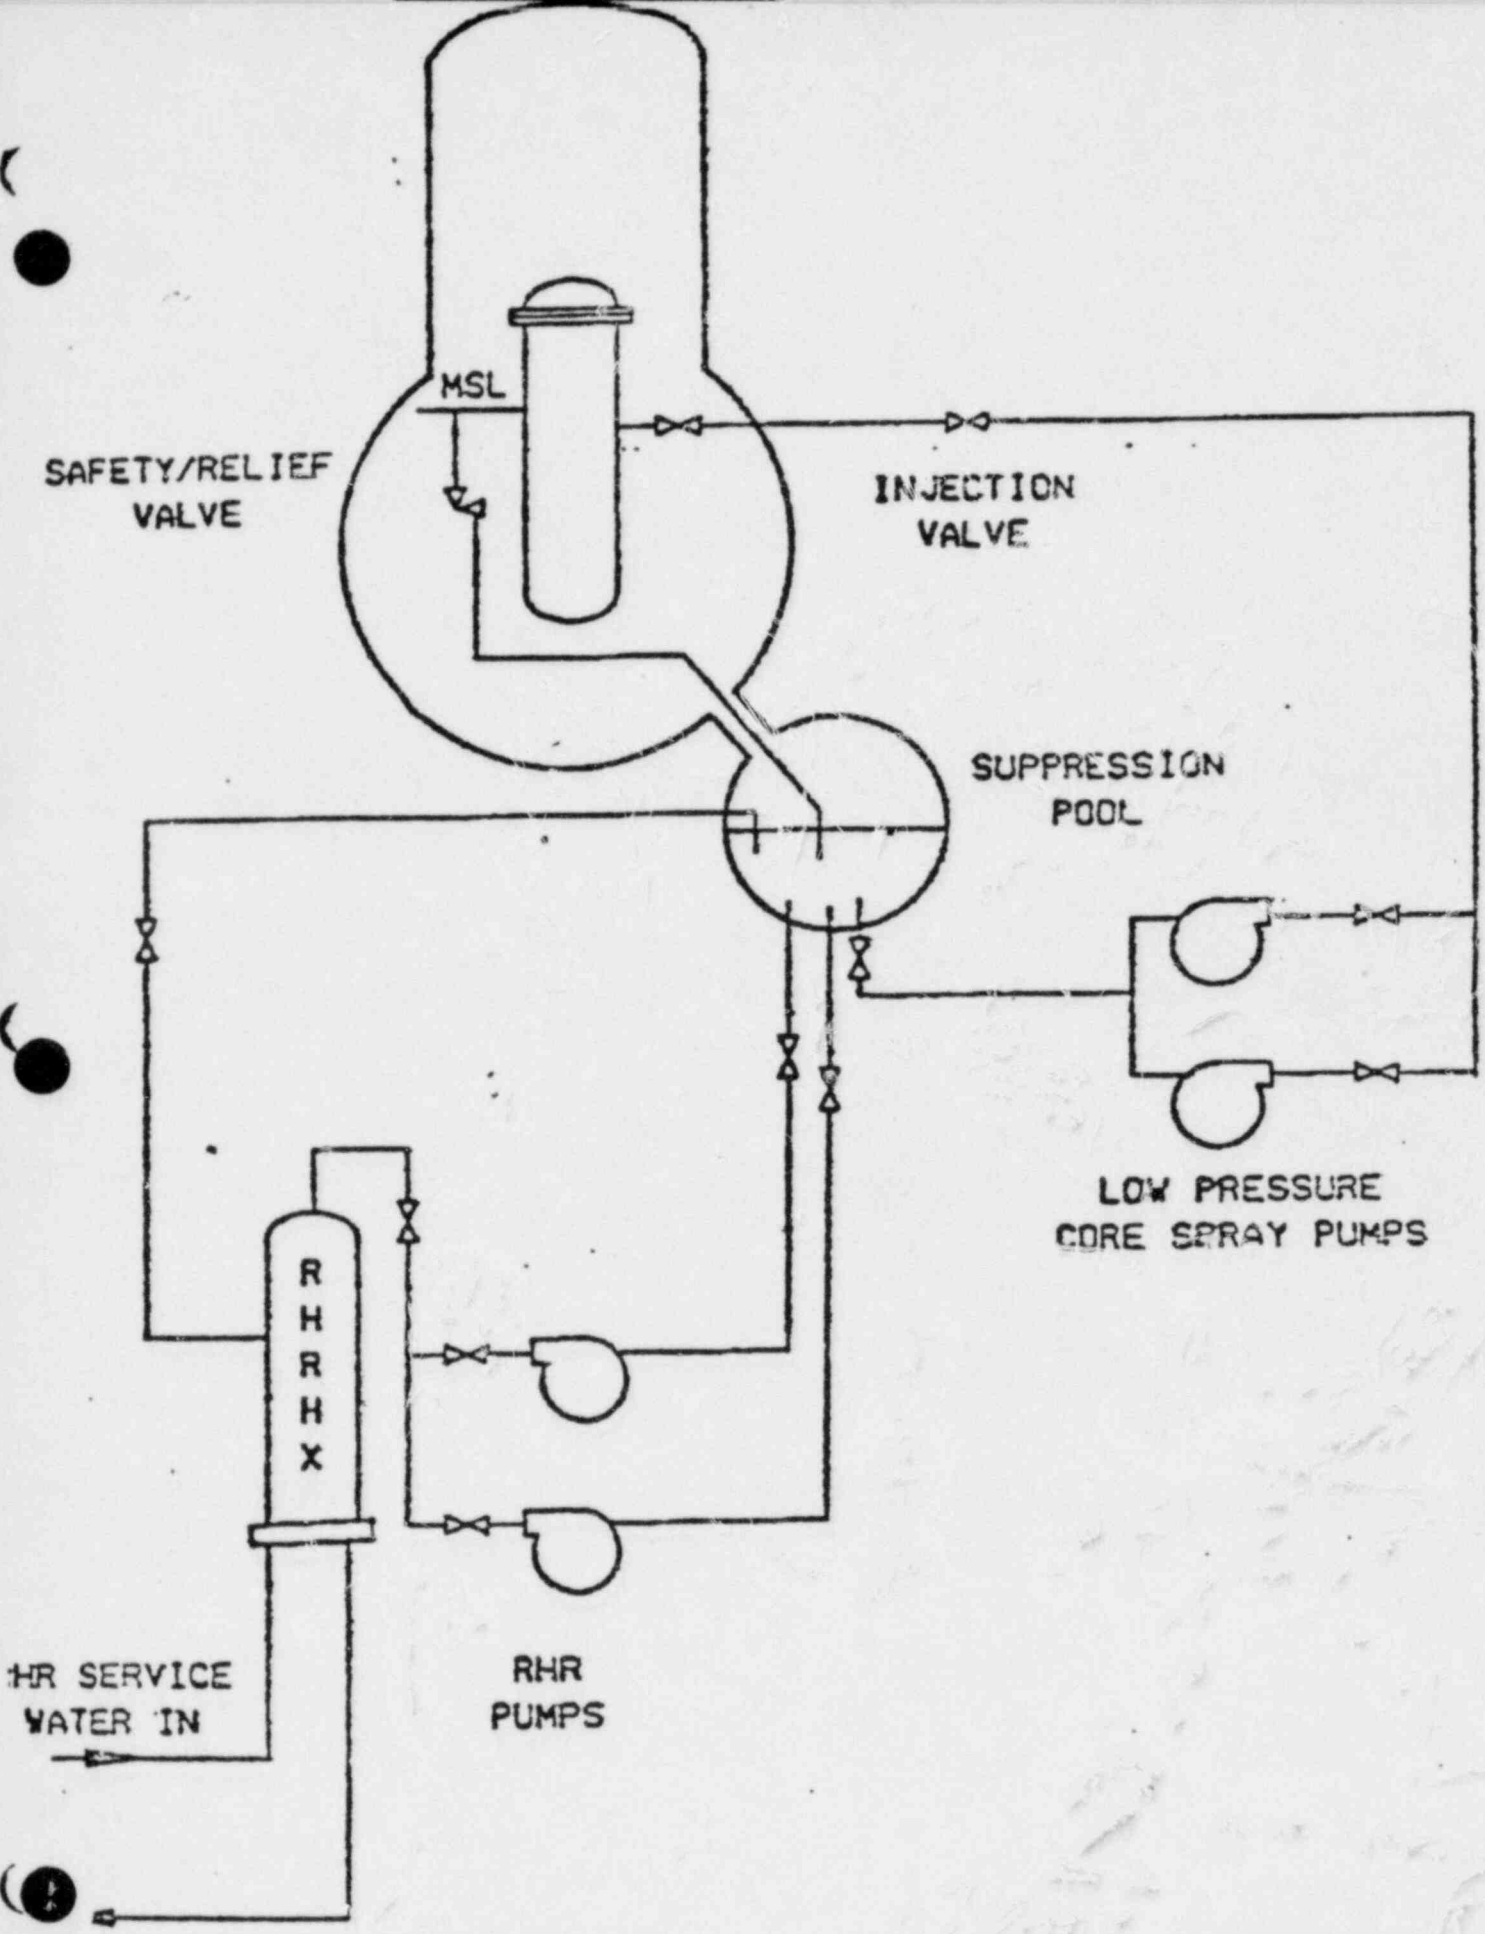 MSL
SAFETY/RELIEF
VALVE
INJECTION
VALVE
SUPPRESSION
POOL
LOW PRESSURE
CORE SPRAY PUMPS
R
H
R
H
X
HR SERVICE
WATER IN
RHR
PUMPS